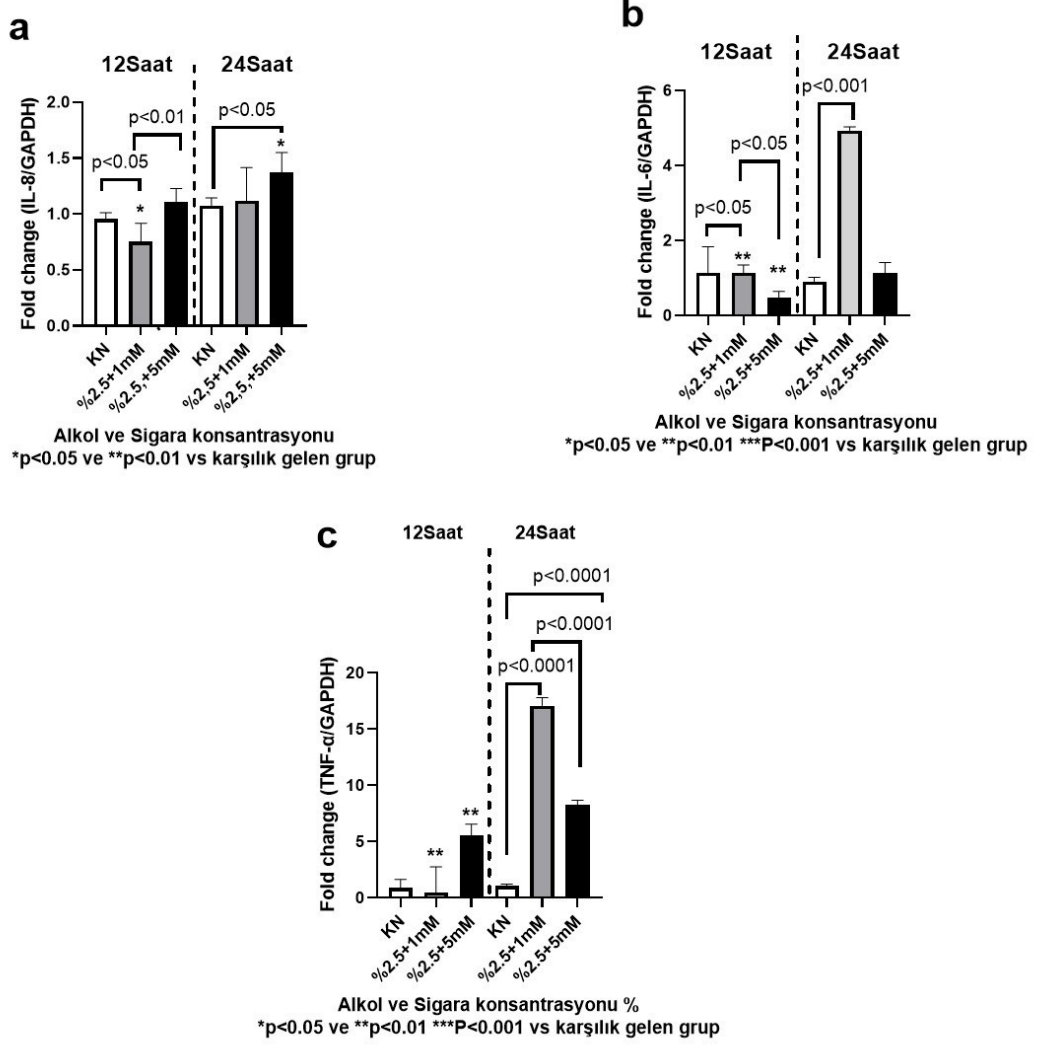 a
12Saat
24Saat
p<0.05
p<0.01
p<0.05
*
*
Fold change (IL-8/GAPDH)
2.0
1.5
1.0
0.5
0.0
KN
%2.5+1mM
%2.5,+5mM
KN
%2,5+1mM
%2,5,+5mM
Alkol ve Sigara konsantrasyonu
*p<0.05 ve **p<0.01 vs karşılık gelen grup
b
12Saat
24Saat
p<0.001
p<0.05
p<0.05
**
**
Fold change (IL-6/GAPDH)
6
4
2
0
KN
%2.5+1mM
%2.5+5mM
KN
%2.5+1mM
%2.5+5mM
Alkol ve Sigara konsantrasyonu
*p<0.05 ve **p<0.01 ***P<0.001 vs karşılık gelen grup
c
12Saat
24Saat
p<0.0001
p<0.0001
p<0.0001
**
**
Fold change (TNF-α/GAPDH)
20
15
10
5
0
KN
%2.5+1mM
%2.5+5mM
KN
%2.5+1mM
%2.5+5mM
Alkol ve Sigara konsantrasyonu %
*p<0.05 ve **p<0.01 ***P<0.001 vs karşılık gelen grup